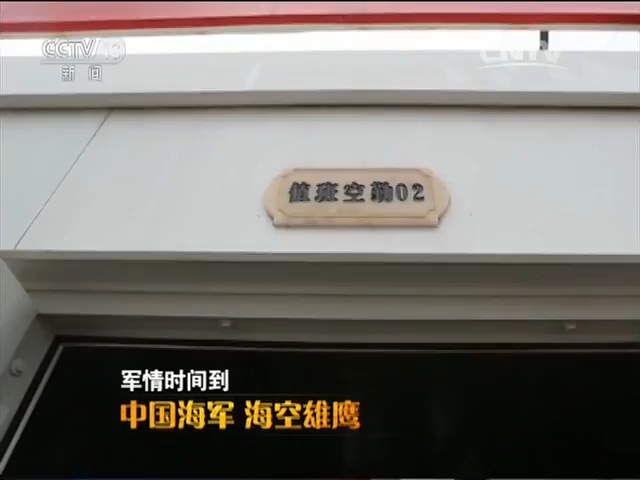 CCTV 13
新闻
CNTV
值班空勤02
军情时间到
中国海军 海空雄鹰